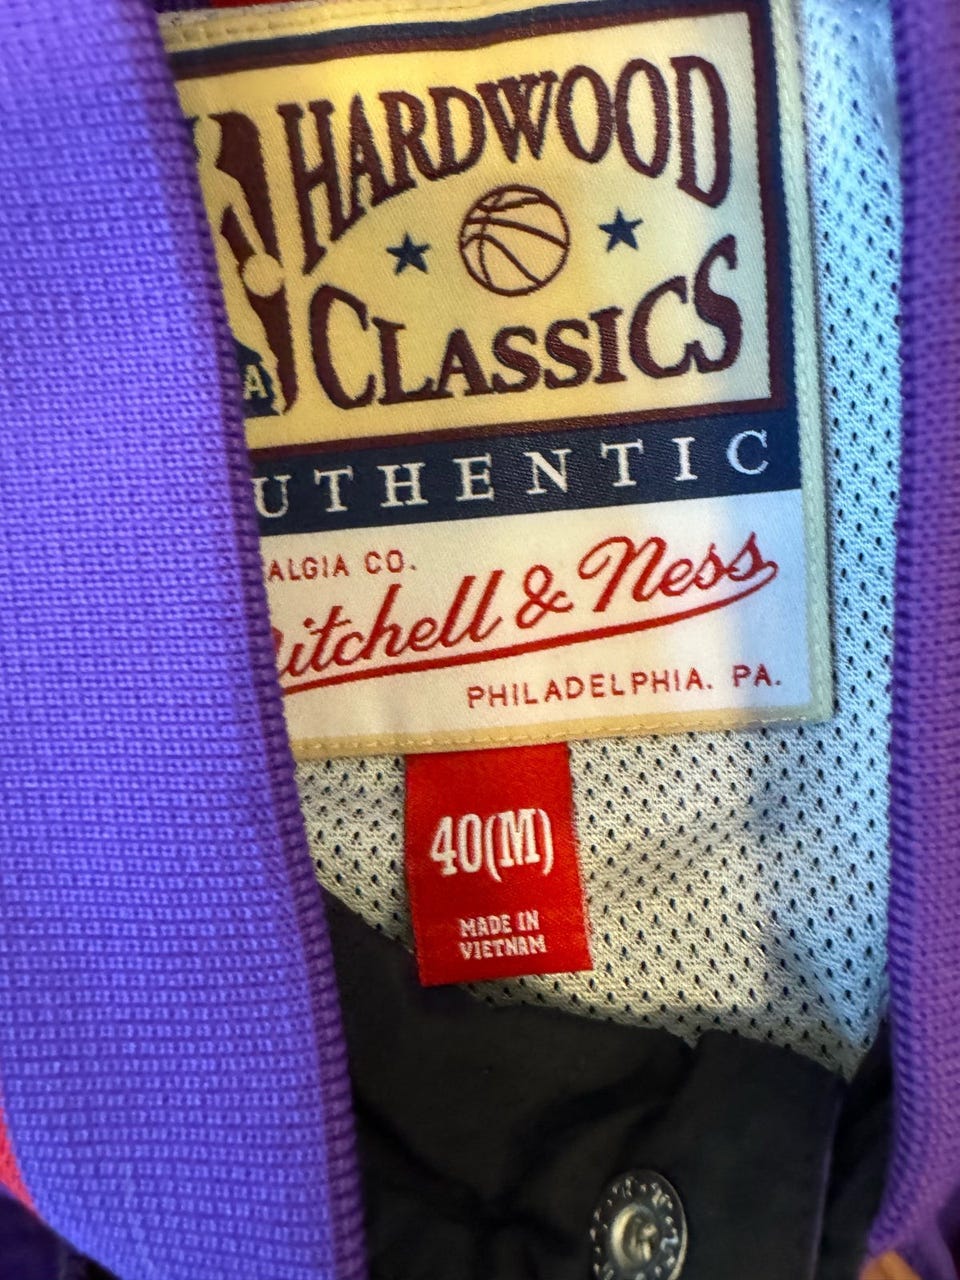 HARDWOOD
CLASSICS
A
UTHENTIC
ALGIA CO.
itchell & Ness
PHILADELPHIA. PA.
40(M)
MADE IN
VIETNAM